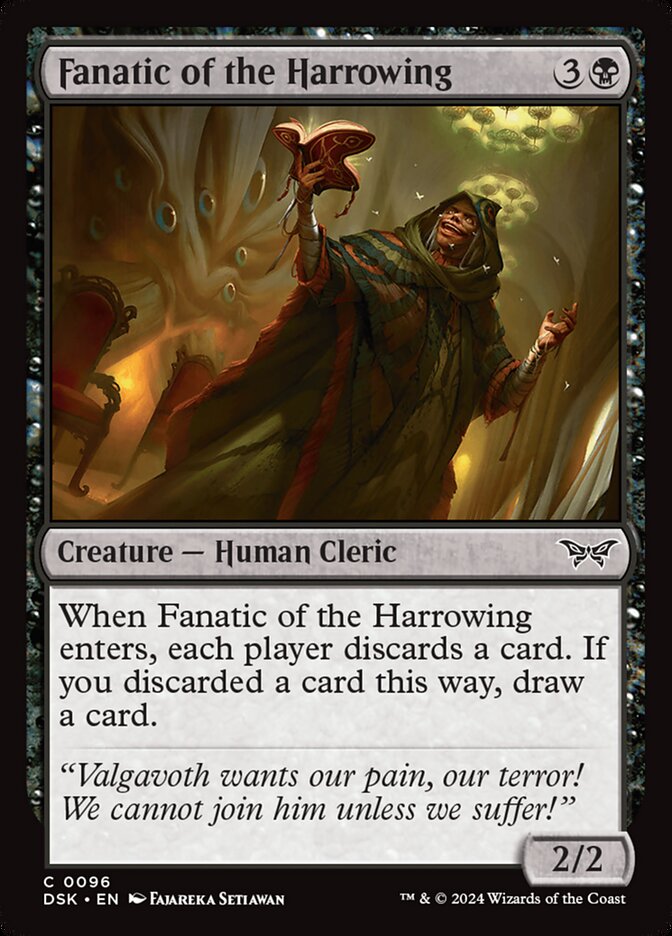 Fanatic of the Harrowing 3
Creature — Human Cleric
When Fanatic of the Harrowing
enters, each player discards a card. If
you discarded a card this way, draw
a card.
“Valgavoth wants our pain, our terror!
We cannot join him unless we suffer!”
2/2
C 0096
DSK • EN Fajareka Setiawan
™ & © 2024 Wizards of the Coast